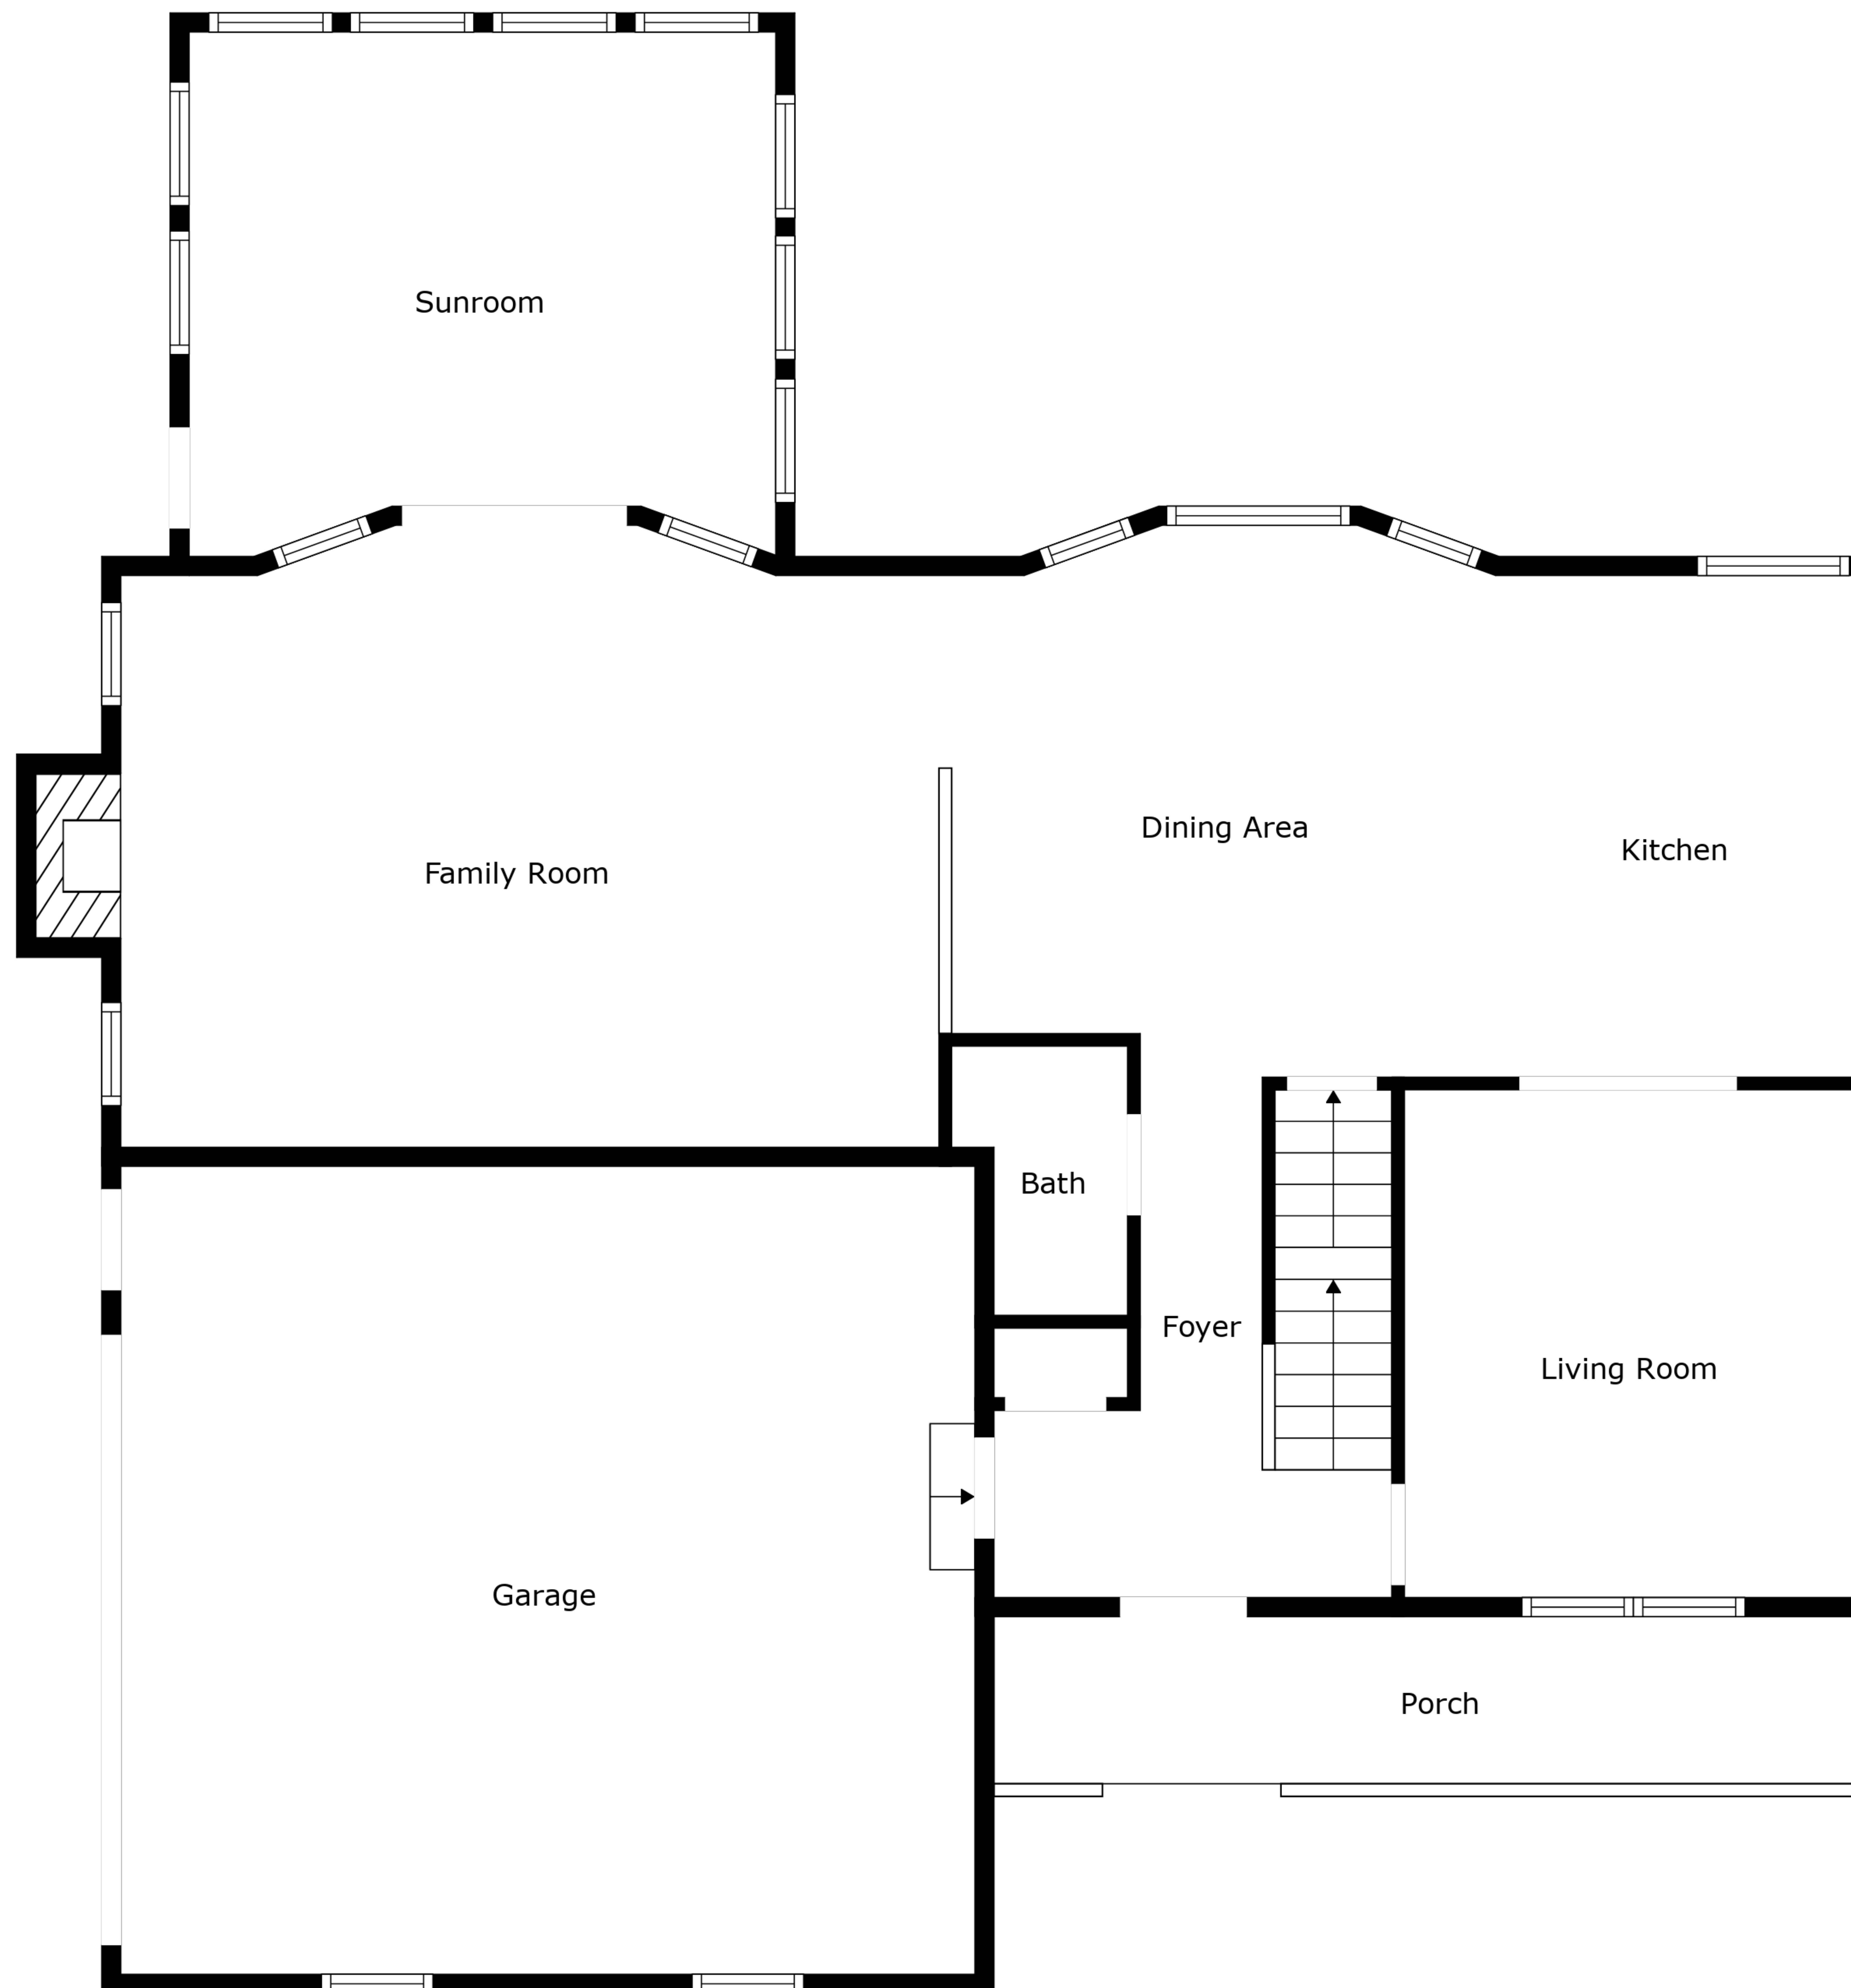 Sunroom
Dining Area
Kitchen
Family Room
Bath
Foyer
Living Room
Garage
Porch